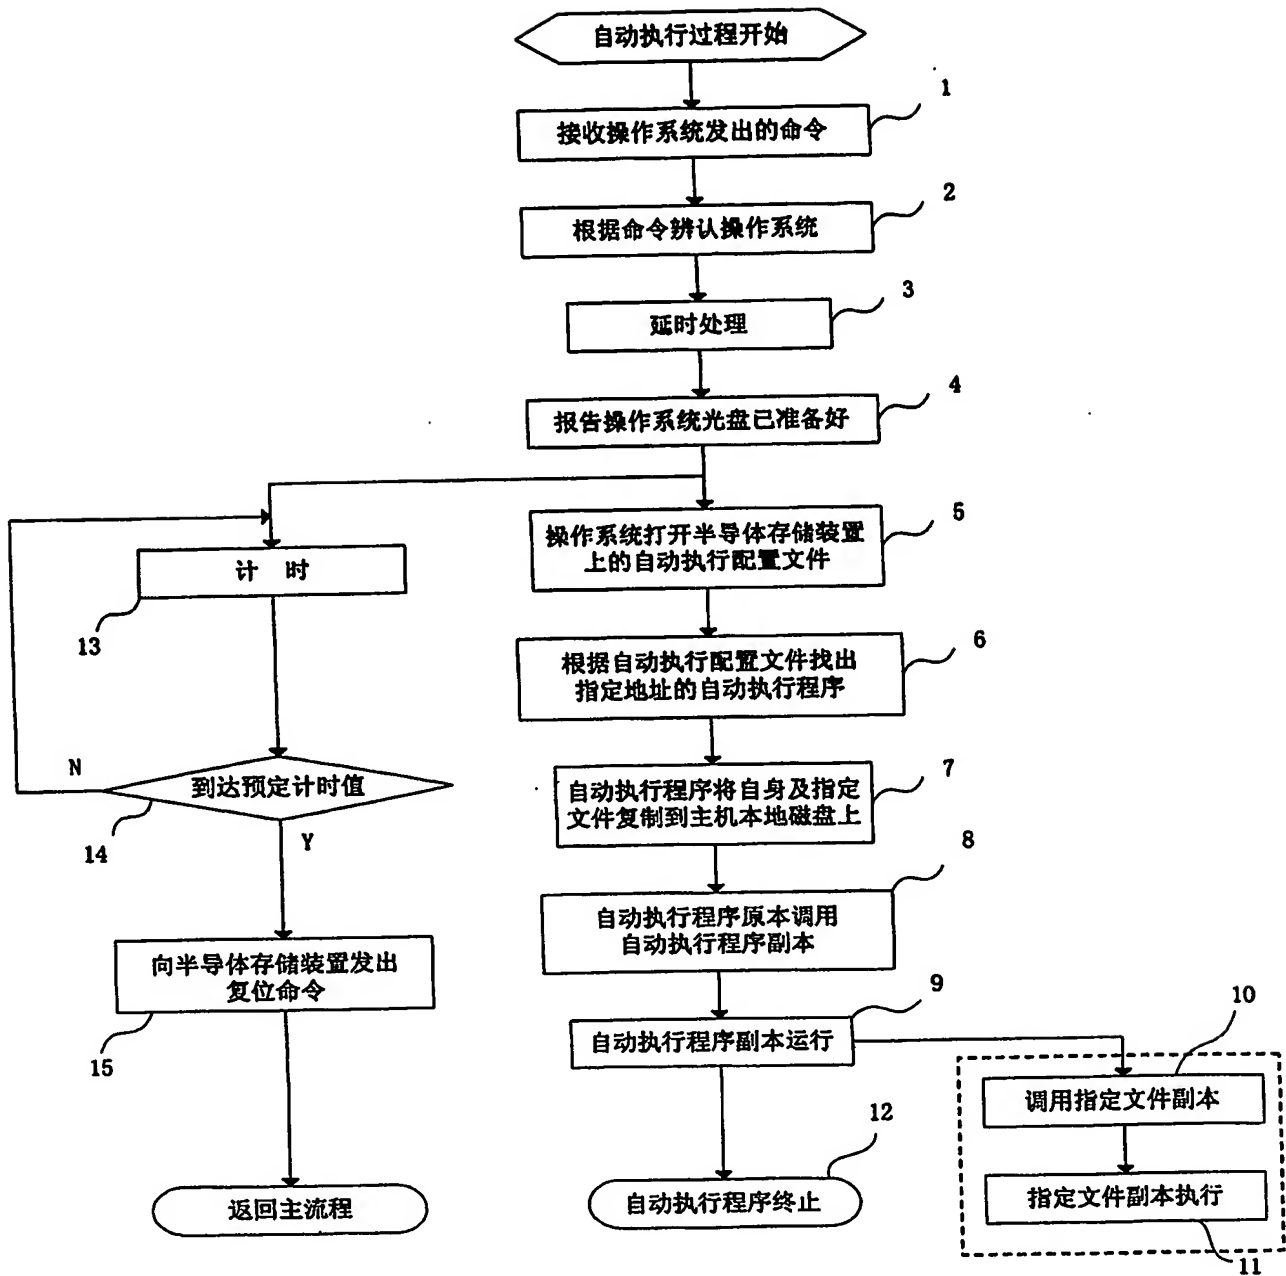 自动执行过程开始
1
接收操作系统发出的命令
2
根据命令辨认操作系统
3
延时处理
4
报告操作系统光盘已准备好
5
操作系统打开半导体存储装置
上的自动执行配置文件
计 时
13
6
根据自动执行配置文件找出
指定地址的自动执行程序
N
到达预定计时值
14
Y
7
自动执行程序将自身及指定
文件复制到主机本地磁盘上
8
自动执行程序原本调用
自动执行程序副本
向半导体存储装置发出
复位命令
15
9
自动执行程序副本运行
10
调用指定文件副本
指定文件副本执行
11
12
自动执行程序终止
返回主流程